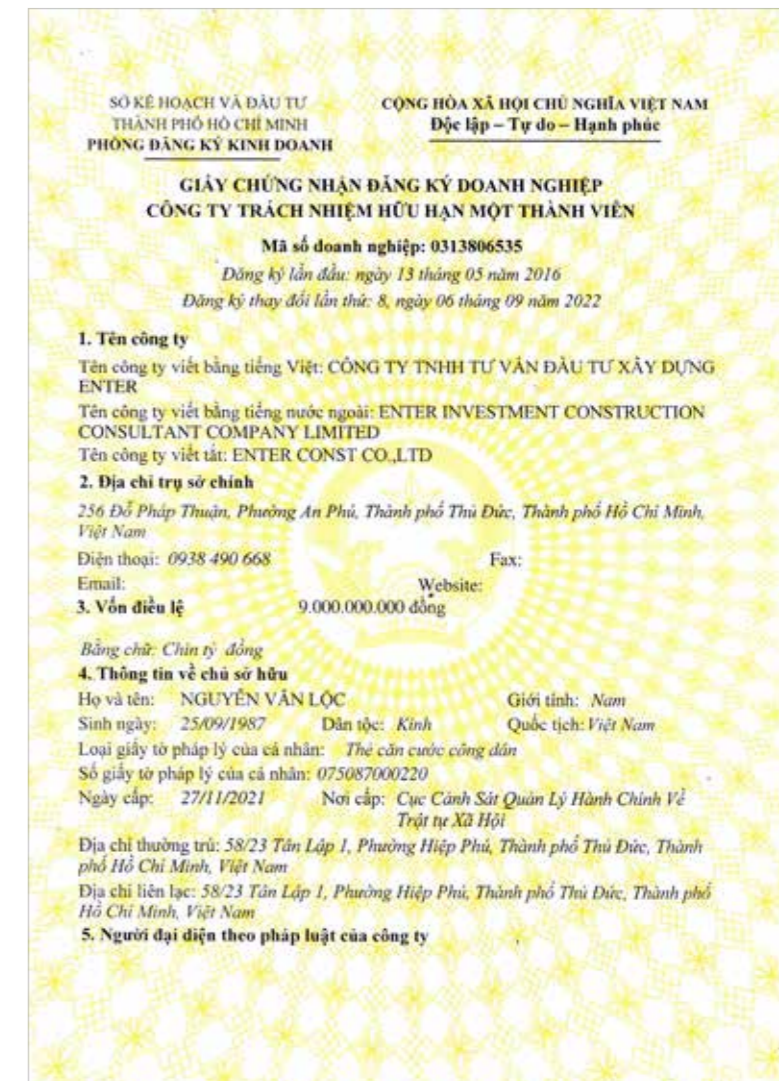 SỞ KẾ HOẠCH VÀ ĐẦU TƯ
THÀNH PHỐ HỒ CHÍ MINH
PHÒNG ĐĂNG KÝ KINH DOANH
CỘNG HÒA XÃ HỘI CHỦ NGHĨA VIỆT NAM
Độc lập – Tự do – Hạnh phúc
GIẤY CHỨNG NHẬN ĐĂNG KÝ DOANH NGHIỆP
CÔNG TY TRÁCH NHIỆM HỮU HẠN MỘT THÀNH VIÊN
Mã số doanh nghiệp: 0313806535
Đăng ký lần đầu: ngày 13 tháng 05 năm 2016
Đăng ký thay đổi lần thứ: 8, ngày 06 tháng 09 năm 2022
1. Tên công ty
Tên công ty viết bằng tiếng Việt: CÔNG TY TNHH TƯ VẤN ĐẦU TƯ XÂY DỰNG
ENTER
Tên công ty viết bằng tiếng nước ngoài: ENTER INVESTMENT CONSTRUCTION
CONSULTANT COMPANY LIMITED
Tên công ty viết tắt: ENTER CONST CO.,LTD
2. Địa chỉ trụ sở chính
256 Đỗ Pháp Thuận, Phường An Phú, Thành phố Thủ Đức, Thành phố Hồ Chí Minh,
Việt Nam
Điện thoại: 0938 490 668 Fax:
Email: Website:
3. Vốn điều lệ 9.000.000.000 đồng
Bằng chữ: Chín tỷ đồng
4. Thông tin về chủ sở hữu
Họ và tên: NGUYỄN VĂN LỘC Giới tính: Nam
Sinh ngày: 25/09/1987 Dân tộc: Kinh Quốc tịch: Việt Nam
Loại giấy tờ pháp lý của cá nhân: Thẻ căn cước công dân
Số giấy tờ pháp lý của cá nhân: 075087000220
Ngày cấp: 27/11/2021 Nơi cấp: Cục Cảnh Sát Quản Lý Hành Chính Về
Trật tự Xã Hội
Địa chỉ thường trú: 58/23 Tân Lập 1, Phường Hiệp Phú, Thành phố Thủ Đức, Thành
phố Hồ Chí Minh, Việt Nam
Địa chỉ liên lạc: 58/23 Tân Lập 1, Phường Hiệp Phú, Thành phố Thủ Đức, Thành phố
Hồ Chí Minh, Việt Nam
5. Người đại diện theo pháp luật của công ty